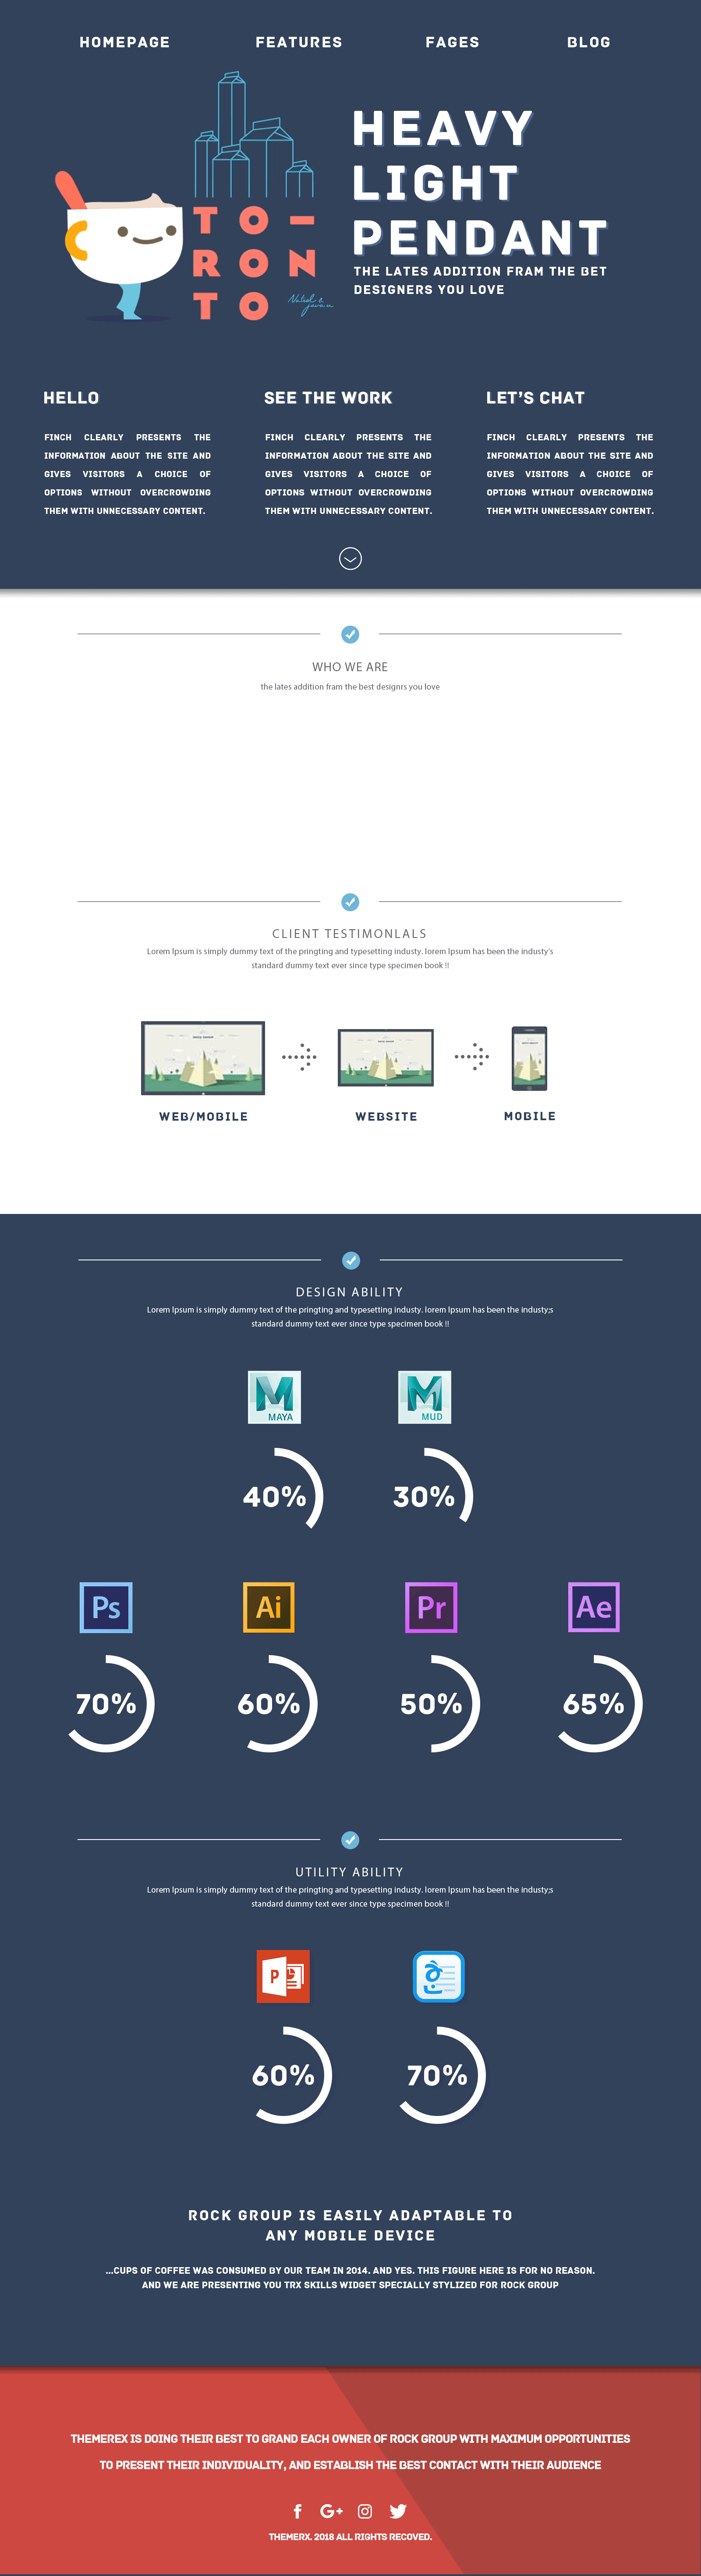 HOMEPAGE FEATURES PAGES BLOG
HEAVY
LIGHT
PENDANT
THE LATES ADDITION FRAM THE BET
DESIGNERS YOU LOVE
TO–
RON
TO
HELLO
FINCH CLEARLY PRESENTS THE
INFORMATION ABOUT THE SITE AND
GIVES VISITORS A CHOICE OF
OPTIONS WITHOUT OVERCROWDING
THEM WITH UNNECESSARY CONTENT.
SEE THE WORK
FINCH CLEARLY PRESENTS THE
INFORMATION ABOUT THE SITE AND
GIVES VISITORS A CHOICE OF
OPTIONS WITHOUT OVERCROWDING
THEM WITH UNNECESSARY CONTENT.
LET'S CHAT
FINCH CLEARLY PRESENTS THE
INFORMATION ABOUT THE SITE AND
GIVES VISITORS A CHOICE OF
OPTIONS WITHOUT OVERCROWDING
THEM WITH UNNECESSARY CONTENT.
WHO WE ARE
the lates addition fram the best designrs you love
CLIENT TESTIMONLALS
Lorem Ipsum is simply dummy text of the pringting and typesetting industy. lorem Ipsum has been the industy's
standard dummy text ever since type specimen book !!
WEB/MOBILE WEBSITE MOBILE
DESIGN ABILITY
Lorem Ipsum is simply dummy text of the pringting and typesetting industy. lorem Ipsum has been the industy;s
standard dummy text ever since type specimen book !!
MAYA MUD
40% 30%
Ps Ai Pr Ae
70% 60% 50% 65%
UTILITY ABILITY
Lorem Ipsum is simply dummy text of the pringting and typesetting industy. lorem Ipsum has been the industy;s
standard dummy text ever since type specimen book !!
P
60% 70%
ROCK GROUP IS EASILY ADAPTABLE TO
ANY MOBILE DEVICE
...CUPS OF COFFEE WAS CONSUMED BY OUR TEAM IN 2014. AND YES. THIS FIGURE HERE IS FOR NO REASON.
AND WE ARE PRESENTING YOU TRX SKILLS WIDGET SPECIALLY STYLIZED FOR ROCK GROUP
THEMEREX IS DOING THEIR BEST TO GRAND EACH OWNER OF ROCK GROUP WITH MAXIMUM OPPORTUNITIES
TO PRESENT THEIR INDIVIDUALITY, AND ESTABLISH THE BEST CONTACT WITH THEIR AUDIENCE
f G+
THEMERX. 2018 ALL RIGHTS RECOVED.